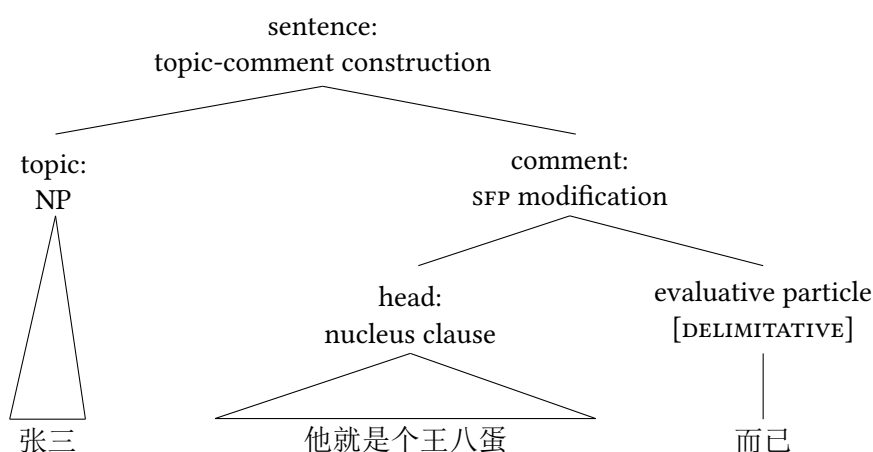 sentence:
topic-comment construction
topic:
NP
comment:
SFP modification
head:
nucleus clause
evaluative particle
[DELIMITATIVE]
张三
他就是个王八蛋
而已